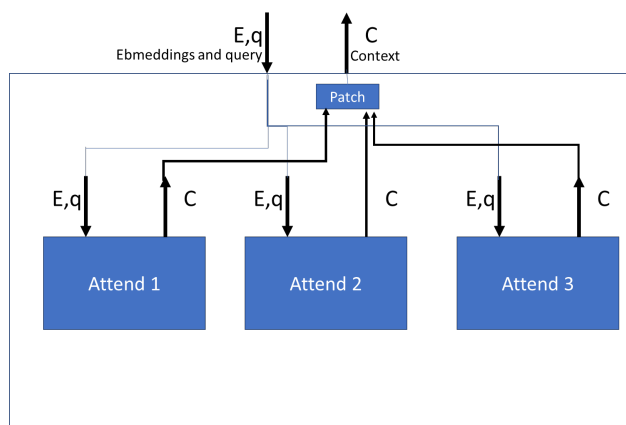 E,q
C
Ebmeddings and query
Context
Patch
E,q
C
E,q
C
E,q
C
Attend 1
Attend 2
Attend 3